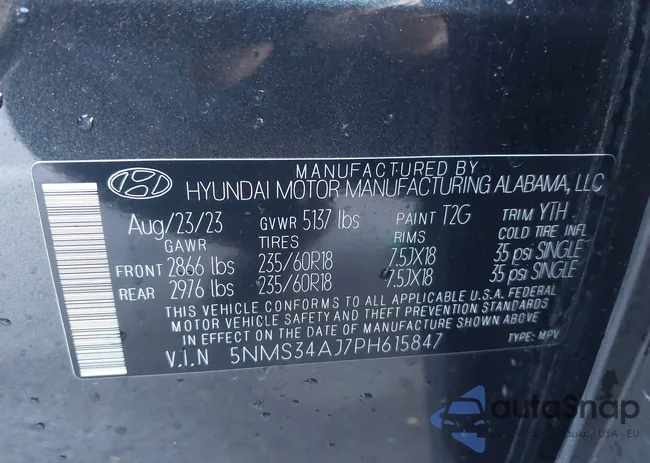 MANUFACTURED BY
HYUNDAI MOTOR MANUFACTURING ALABAMA, LLC
Aug/23/23 GVWR 5137 lbs PAINT T2G TRIM YTH
GAWR TIRES RIMS COLD TIRE INFL
FRONT 2866 lbs 235/60R18 7.5JX18 35 psi SINGLE
REAR 2976 lbs 235/60R18 7.5JX18 35 psi SINGLE
THIS VEHICLE CONFORMS TO ALL APPLICABLE U.S.A. FEDERAL
MOTOR VEHICLE SAFETY AND THEFT PREVENTION STANDARDS
IN EFFECT ON THE DATE OF MANUFACTURE SHOWN ABOVE
V.I.N 5NMS34AJ7PH615847 TYPE: MPV
autoSnap
USA i EU